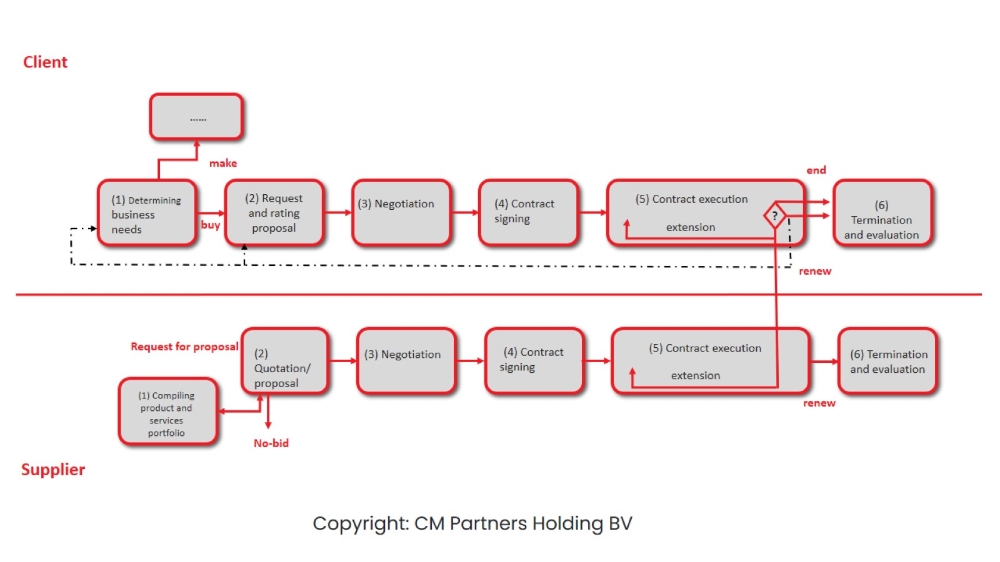 Client
......
make
(1) Determining
business
needs
buy
(2) Request
and rating
proposal
(3) Negotiation
(4) Contract
signing
(5) Contract execution
?
extension
end
(6)
Termination
and evaluation
renew
Request for proposal
(2)
Quotation/
proposal
(3) Negotiation
(4) Contract
signing
(5) Contract execution
extension
(6) Termination
and evaluation
renew
(1) Compiling
product and
services
portfolio
No-bid
Supplier
Copyright: CM Partners Holding BV